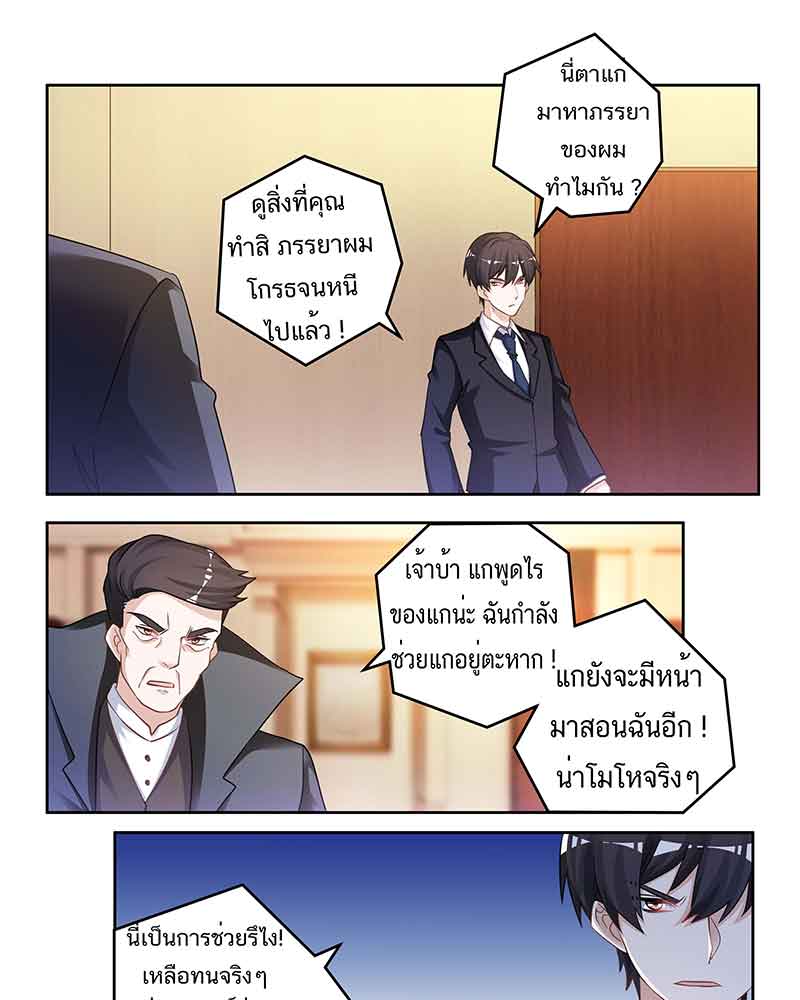 นี่ตาแก่
มาหาภรรยา
ของผม
ทำไมกัน ?
ดูสิ่งที่คุณ
ทำสิ ภรรยาผม
โกรธจนหนี
ไปแล้ว !
เจ้าบ้า แกพูดไร
ของแกน่ะ ฉันกำลัง
ช่วยแกอยู่ตะหาก !
แกยังจะมีหน้า
มาสอนฉันอีก !
น่าโมโหจริงๆ
นี่เป็นการช่วยรึไง!
เหลือทนจริงๆ